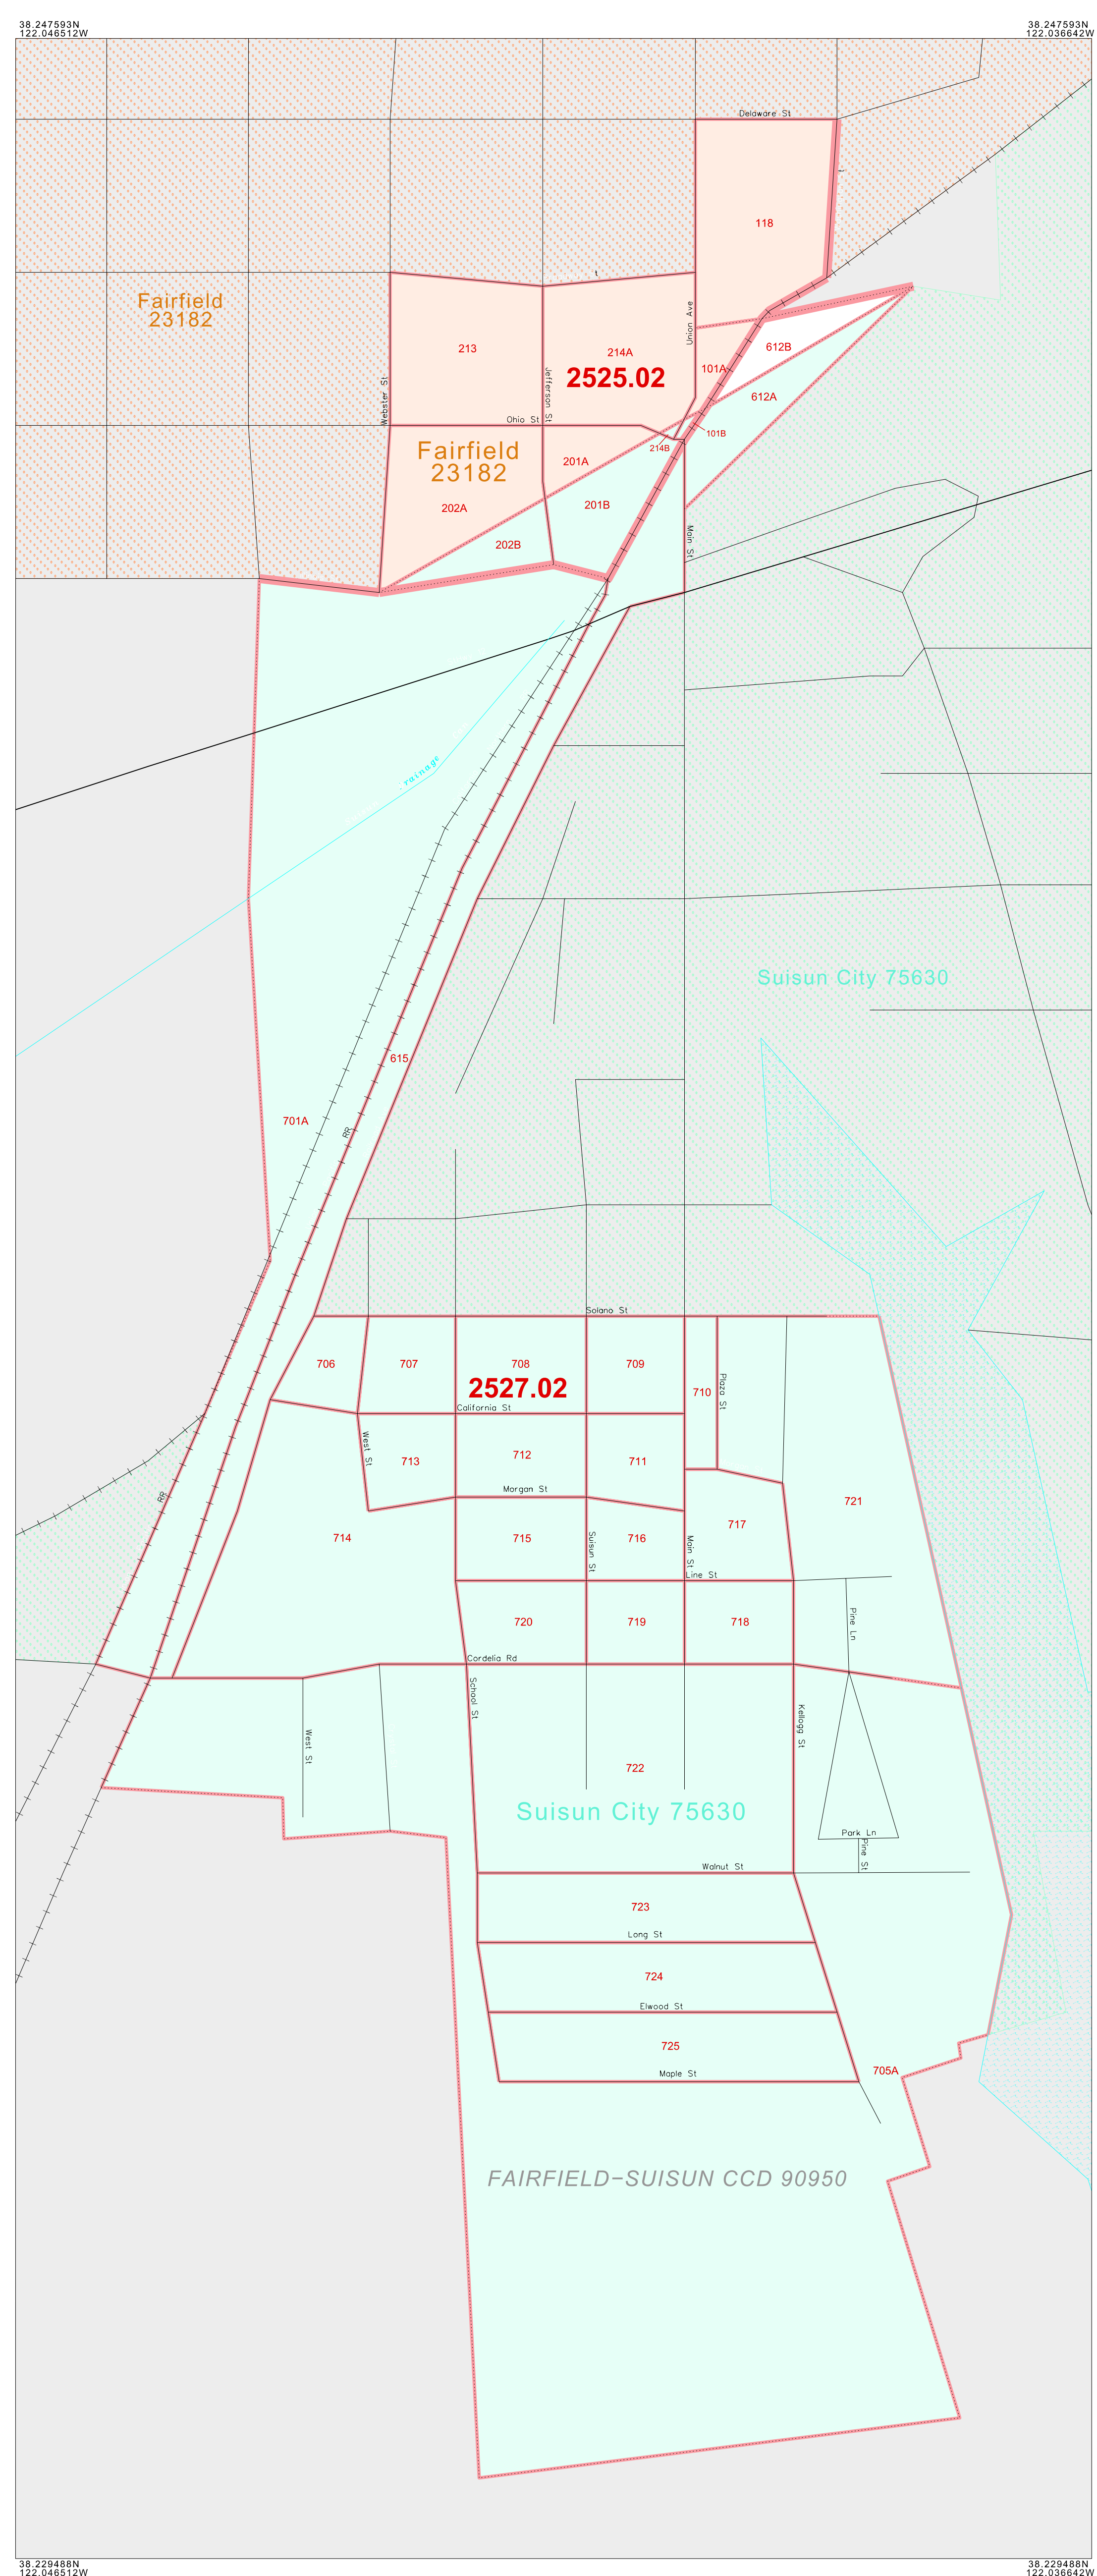 38.247593N
122.046512W
38.247593N
122.036642W
Delaware St
t
118
t
Fairfield
23182
Union Ave
612B
213
214A
101A
2525.02
612A
Webster St
Jefferson St
Ohio St
101B
214B
Fairfield
23182
201A
202A
201B
Main St
202B
rainage
Suisun City 75630
615
701A
RR
Solano St
706
707
708
709
710
Plaza St
2527.02
California St
West St
713
712
711
RR
Morgan St
721
714
715
Suisun St
716
Main St
717
Line St
720
719
718
Pine Ln
Cordelia Rd
School St
Kellogg St
West St
722
Suisun City 75630
Park Ln
Pine St
Walnut St
723
Long St
724
Elwood St
725
705A
Maple St
FAIRFIELD-SUISUN CCD 90950
38.229488N
122.046512W
38.229488N
122.036642W